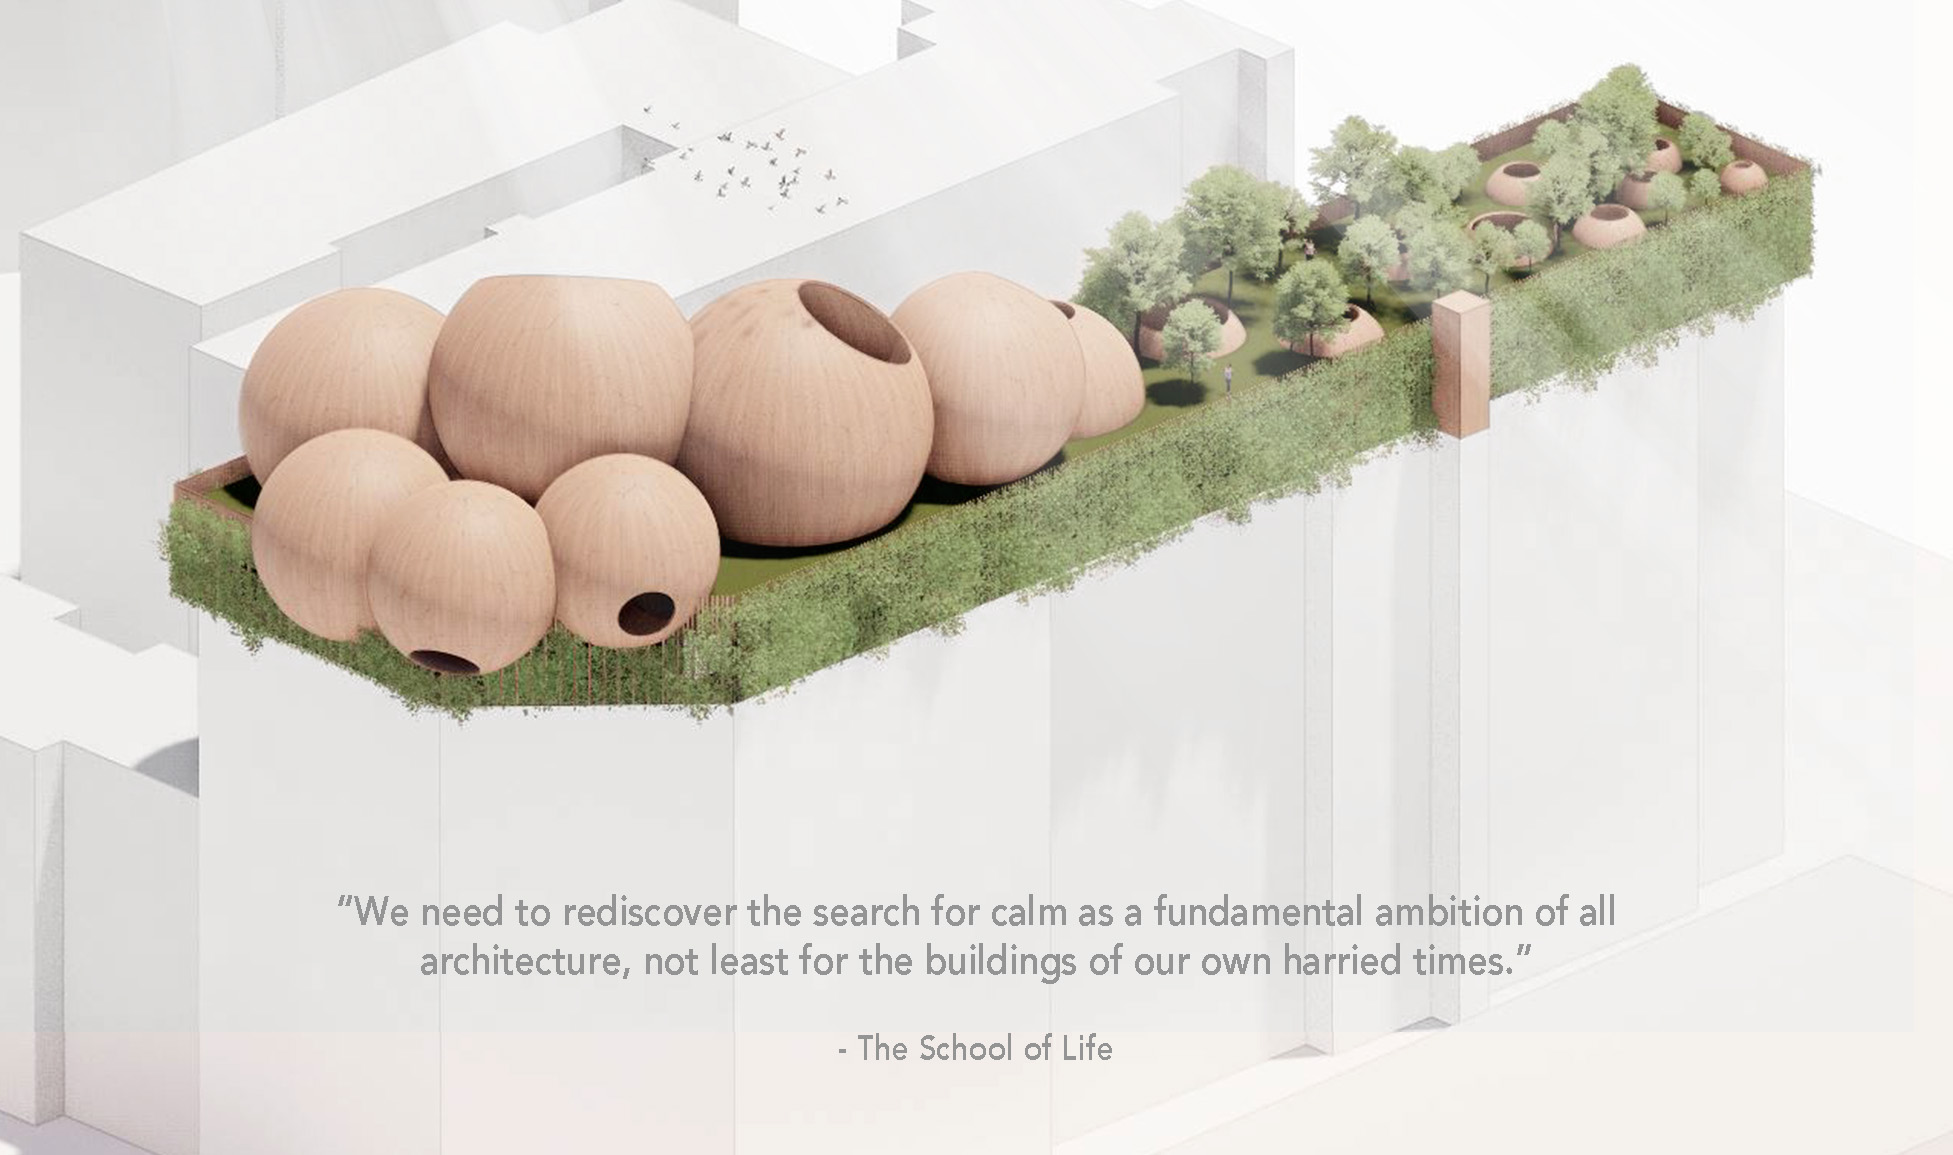 “We need to rediscover the search for calm as a fundamental ambition of all
architecture, not least for the buildings of our own harried times.”
- The School of Life